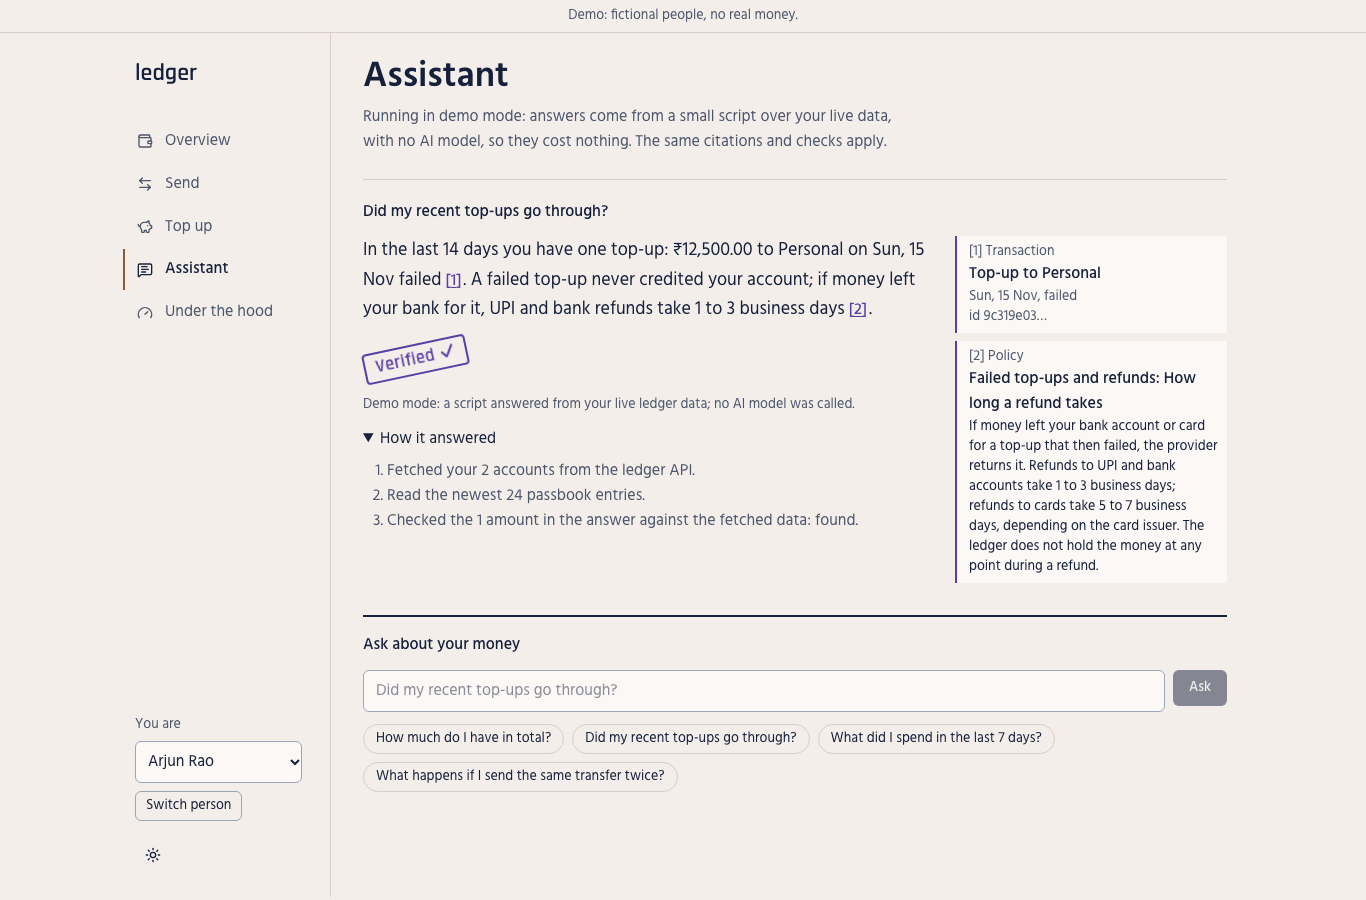 Demo: fictional people, no real money.
ledger
Overview
Send
Top up
Assistant
Under the hood
You are
Arjun Rao
Switch person
Assistant
Running in demo mode: answers come from a small script over your live data,
with no AI model, so they cost nothing. The same citations and checks apply.
Did my recent top-ups go through?
In the last 14 days you have one top-up: ₹12,500.00 to Personal on Sun, 15
Nov failed [1]. A failed top-up never credited your account; if money left
your bank for it, UPI and bank refunds take 1 to 3 business days [2].
Verified ✓
Demo mode: a script answered from your live ledger data; no AI model was called.
▼ How it answered
1. Fetched your 2 accounts from the ledger API.
2. Read the newest 24 passbook entries.
3. Checked the 1 amount in the answer against the fetched data: found.
[1] Transaction
Top-up to Personal
Sun, 15 Nov, failed
id 9c319e03…
[2] Policy
Failed top-ups and refunds: How
long a refund takes
If money left your bank account or card
for a top-up that then failed, the provider
returns it. Refunds to UPI and bank
accounts take 1 to 3 business days;
refunds to cards take 5 to 7 business
days, depending on the card issuer. The
ledger does not hold the money at any
point during a refund.
Ask about your money
Did my recent top-ups go through?
Ask
How much do I have in total?
Did my recent top-ups go through?
What did I spend in the last 7 days?
What happens if I send the same transfer twice?